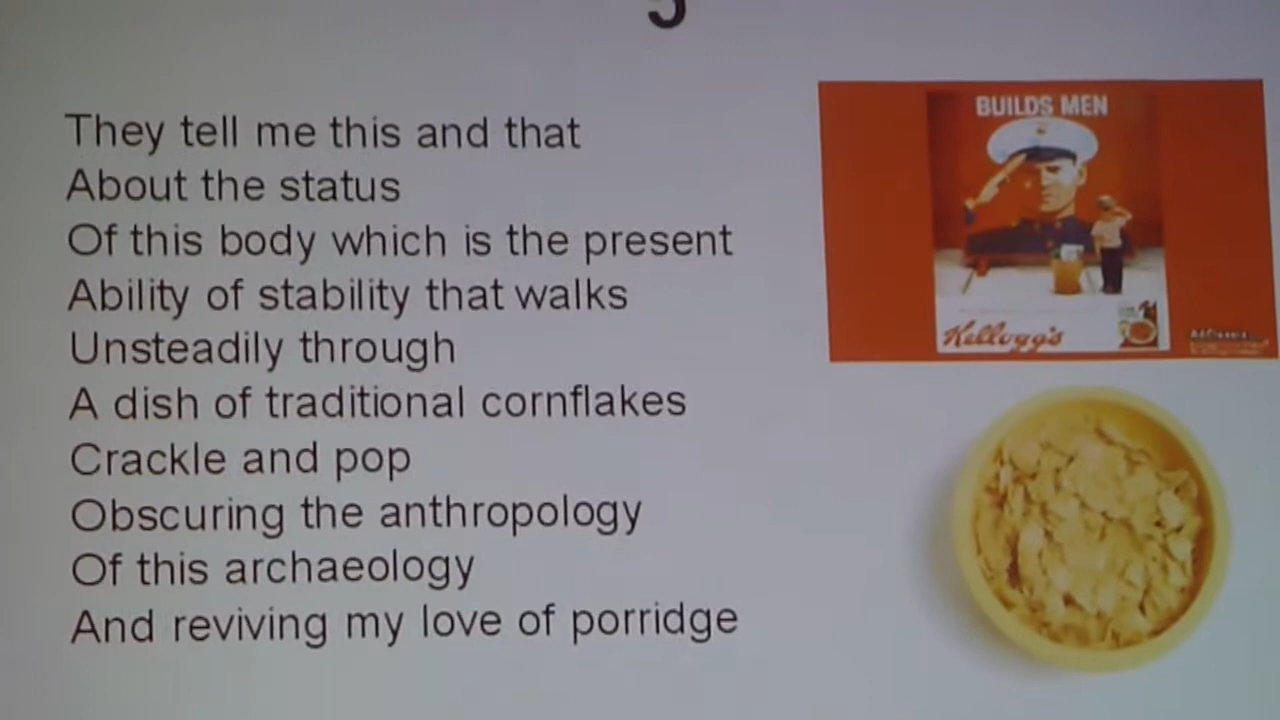 5
They tell me this and that
About the status
Of this body which is the present
Ability of stability that walks
Unsteadily through
A dish of traditional cornflakes
Crackle and pop
Obscuring the anthropology
Of this archaeology
And reviving my love of porridge
BUILDS MEN
Kellogg's